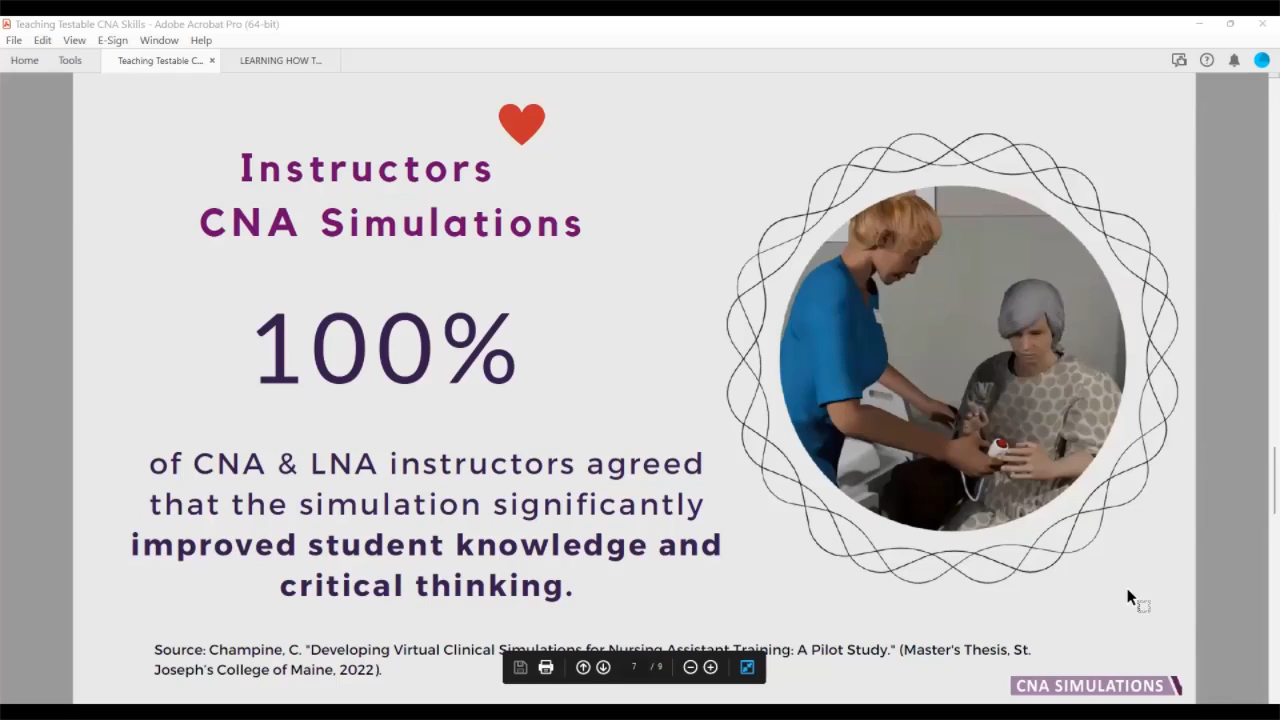 Teaching Testable CNA Skills - Adobe Acrobat Pro (64-bit)
File Edit View E-Sign Window Help
Home Tools Teaching Testable C... × LEARNING HOW T...
Instructors
CNA Simulations
100%
of CNA & LNA instructors agreed
that the simulation significantly
improved student knowledge and
critical thinking.
Source: Champine, C. "Developing Virtual Clinical Simulations for Nursing Assistant Training: A Pilot Study." (Master's Thesis, St.
Joseph's College of Maine, 2022).
7 / 9
CNA SIMULATIONS